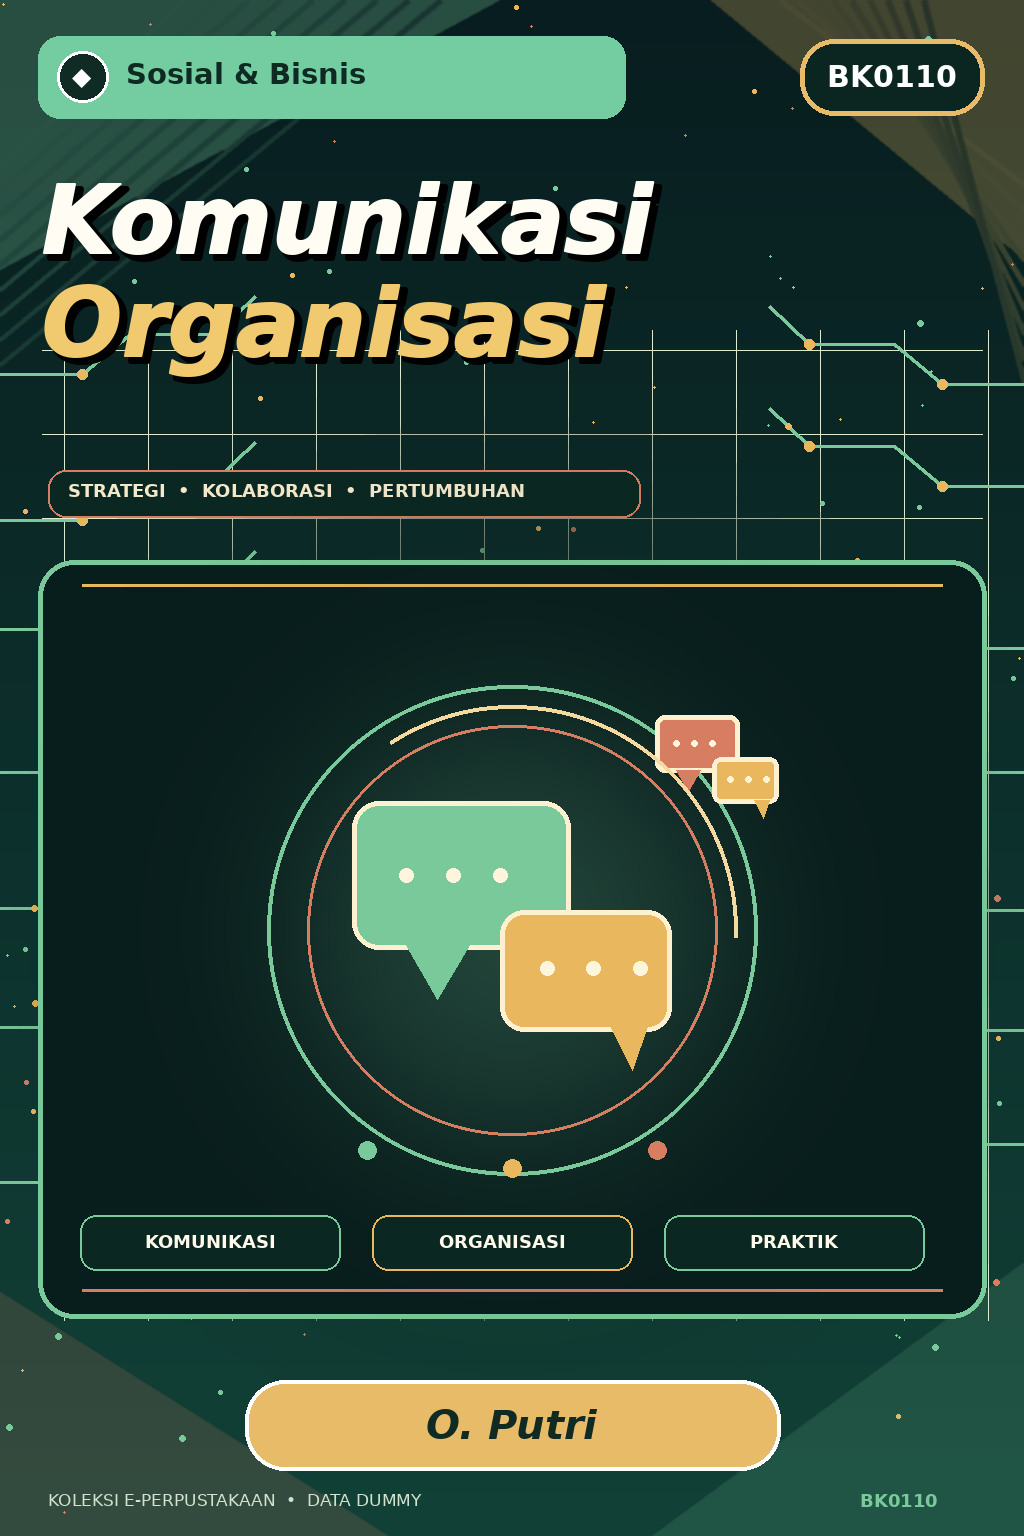 Sosial & Bisnis
BK0110
Komunikasi
Organisasi
STRATEGI • KOLABORASI • PERTUMBUHAN
KOMUNIKASI
ORGANISASI
PRAKTIK
O. Putri
KOLEKSI E-PERPUSTAKAAN • DATA DUMMY
BK0110